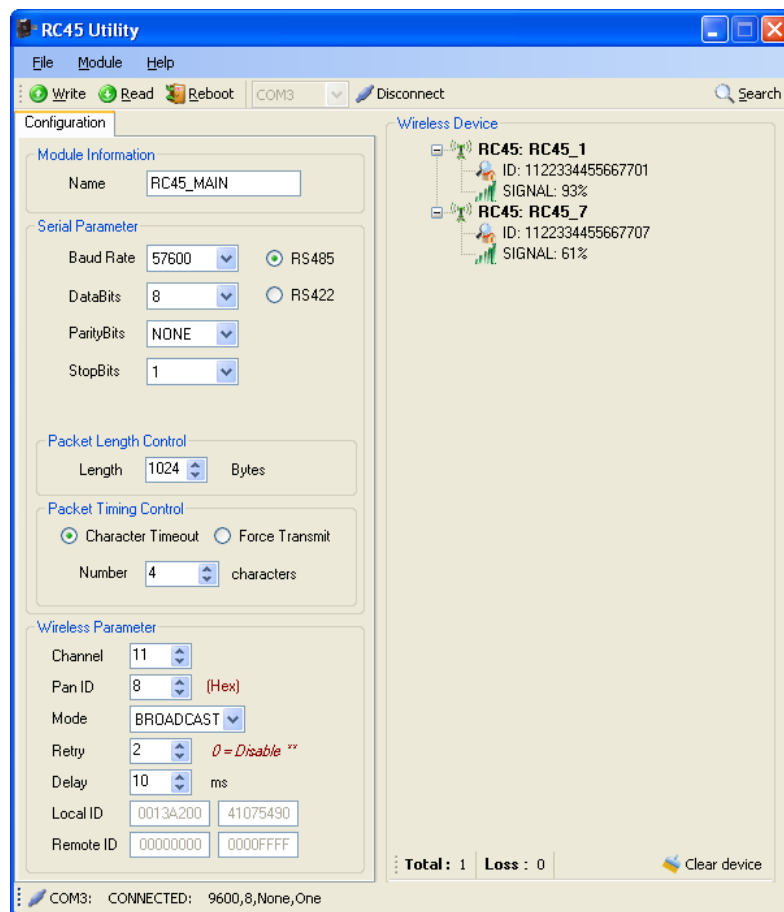 RC45 Utility
File Module Help
Write Read Reboot COM3 Disconnect Search
Configuration
Module Information
Name RC45_MAIN
Serial Parameter
Baud Rate 57600 RS485
DataBits 8 RS422
ParityBits NONE
StopBits 1
Packet Length Control
Length 1024 Bytes
Packet Timing Control
Character Timeout Force Transmit
Number 4 characters
Wireless Parameter
Channel 11
Pan ID 8 (Hex)
Mode BROADCAST
Retry 2 0 = Disable **
Delay 10 ms
Local ID 0013A200 41075490
Remote ID 00000000 0000FFFF
Wireless Device
RC45: RC45_1
ID: 1122334455667701
SIGNAL: 93%
RC45: RC45_7
ID: 1122334455667707
SIGNAL: 61%
Total : 1 Loss : 0 Clear device
COM3: CONNECTED: 9600,8,None,One